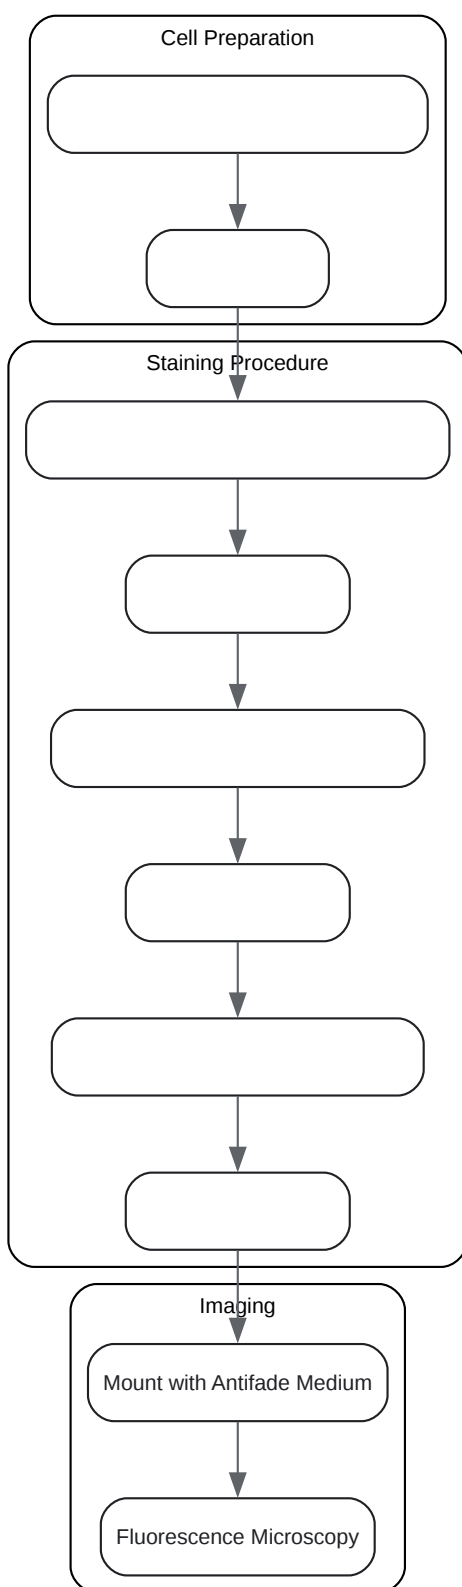 Cell Preparation
Staining Procedure
Imaging
Mount with Antifade Medium
Fluorescence Microscopy